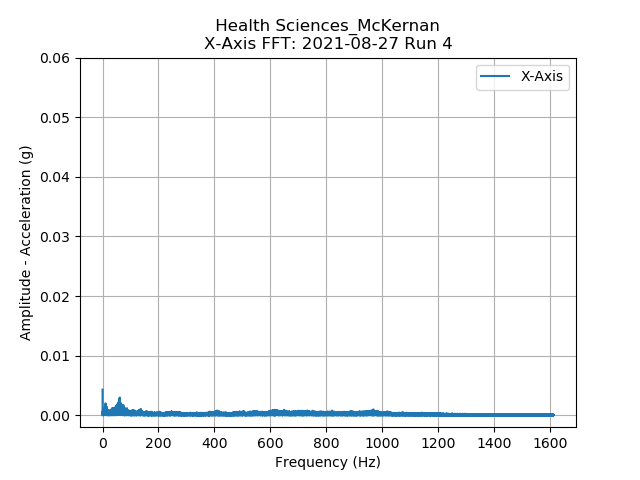 Health Sciences_McKernan
X-Axis FFT: 2021-08-27 Run 4
X-Axis
0.06
0.05
0.04
0.03
0.02
0.01
0.00
Amplitude - Acceleration (g)
0 200 400 600 800 1000 1200 1400 1600
Frequency (Hz)